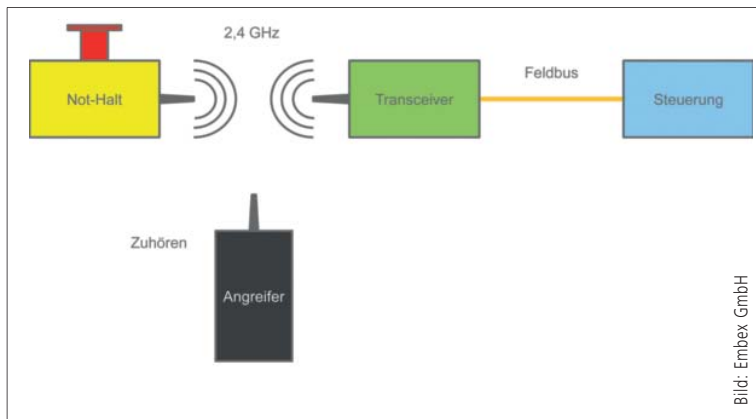 2,4 GHz
Not-Halt
Transceiver
Feldbus
Steuerung
Zuhören
Angreifer
Bild: Embex GmbH